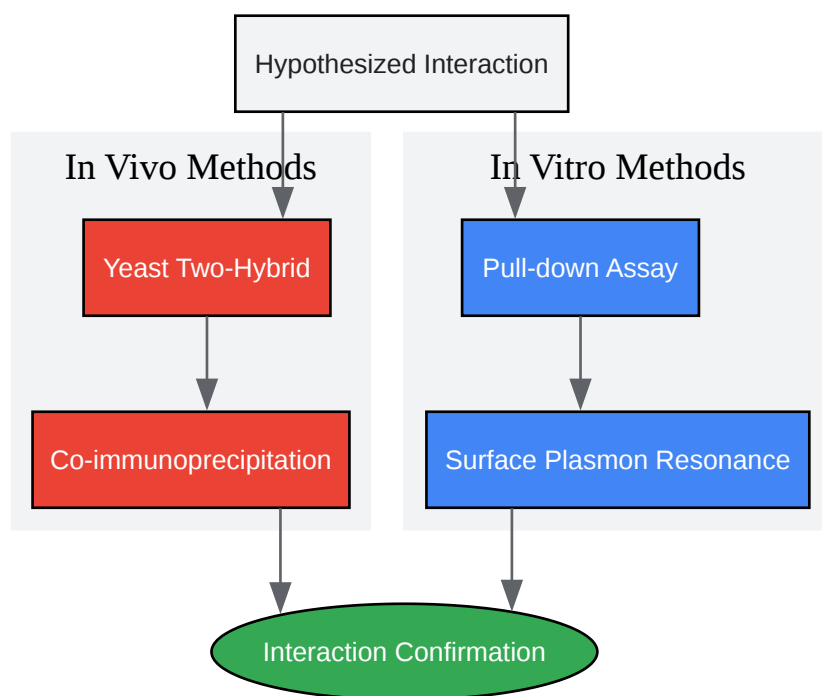 Hypothesized Interaction
In Vivo Methods
In Vitro Methods
Yeast Two-Hybrid
Pull-down Assay
Co-immunoprecipitation
Surface Plasmon Resonance
Interaction Confirmation